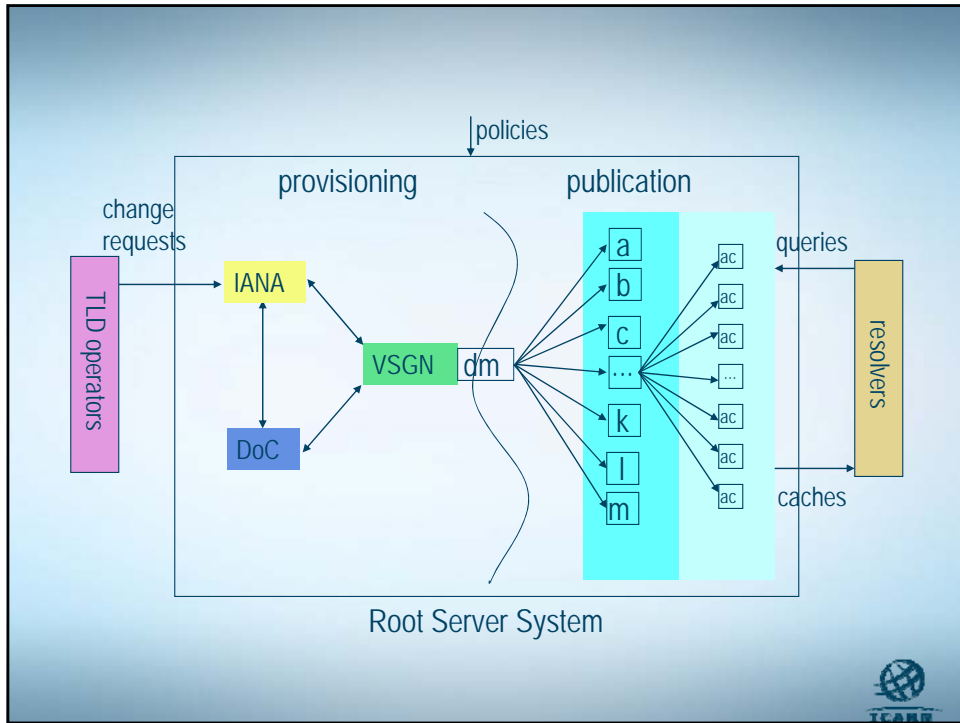 policies
provisioning
publication
change
requests
TLD operators
IANA
DoC
VSGN
dm
a
b
c
...
k
l
m
ac
ac
ac
...
ac
ac
ac
queries
resolvers
caches
Root Server System
ICANN